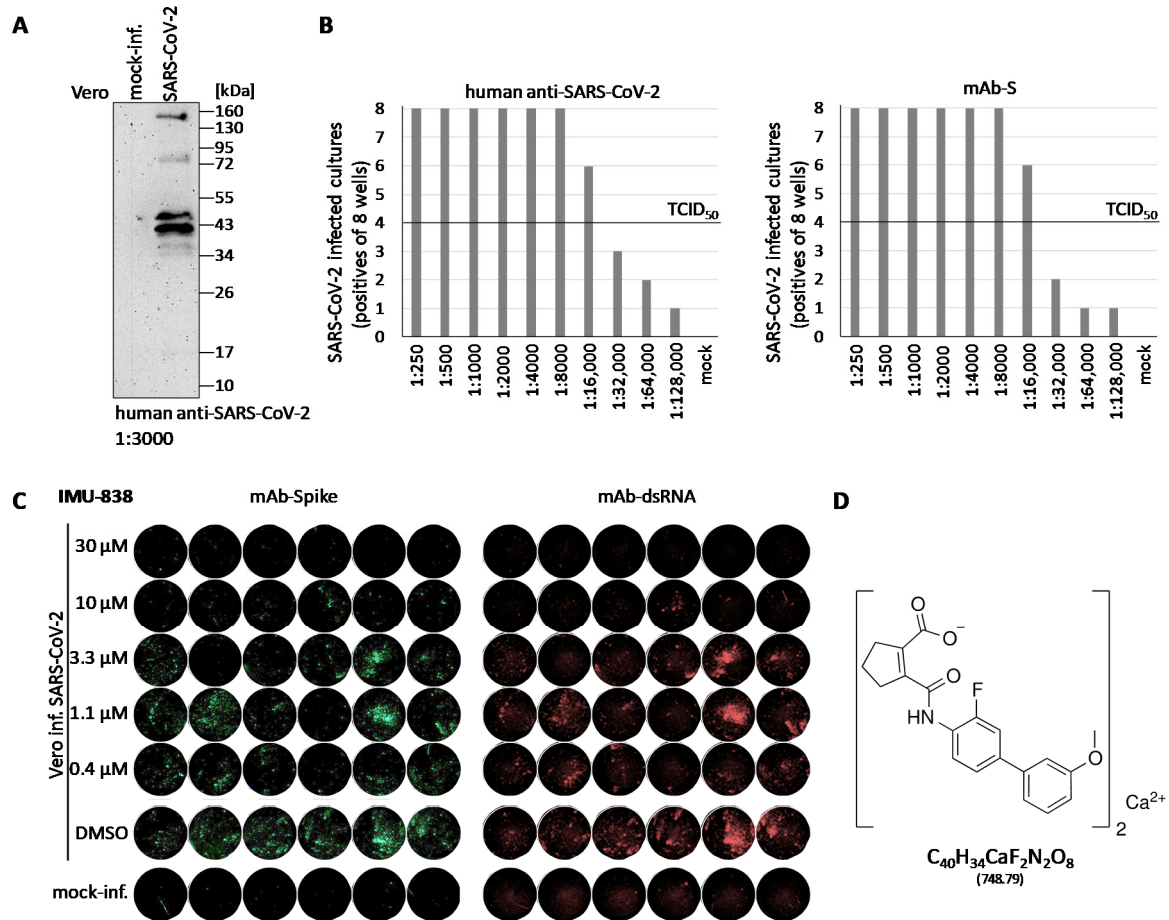 A
mock-inf.
SARS-CoV-2
Vero
[kDa]
160
130
95
72
55
43
34
26
17
10
human anti-SARS-CoV-2
1:3000
B
human anti-SARS-CoV-2
SARS-CoV-2 infected cultures
(positives of 8 wells)
8
7
6
5
4
3
2
1
0
TCID50
1:250
1:500
1:1000
1:2000
1:4000
1:8000
1:16,000
1:32,000
1:64,000
1:128,000
mock
mAb-S
SARS-CoV-2 infected cultures
(positives of 8 wells)
8
7
6
5
4
3
2
1
0
TCID50
1:250
1:500
1:1000
1:2000
1:4000
1:8000
1:16,000
1:32,000
1:64,000
1:128,000
mock
C
IMU-838
mAb-Spike
mAb-dsRNA
Vero inf. SARS-CoV-2
30 µM
10 µM
3.3 µM
1.1 µM
0.4 µM
DMSO
mock-inf.
D
O
O−
O
F
HN
O
2
Ca2+
C40H34CaF2N2O8
(748.79)